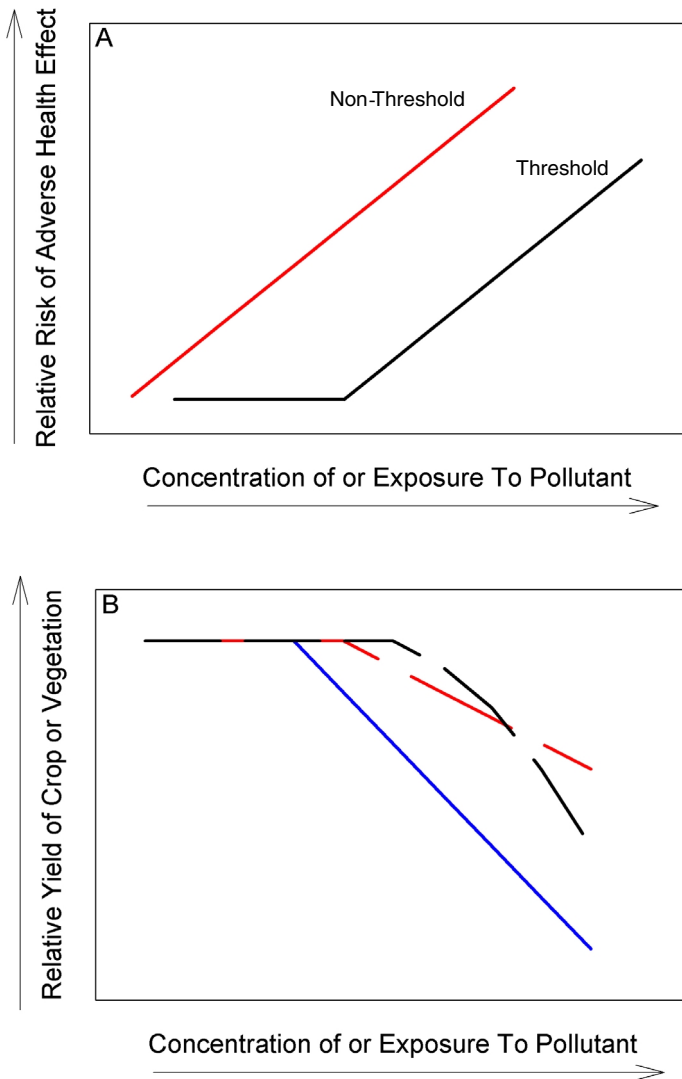 A
Non-Threshold
Threshold
Relative Risk of Adverse Health Effect
Concentration of or Exposure To Pollutant
B
Relative Yield of Crop or Vegetation
Concentration of or Exposure To Pollutant